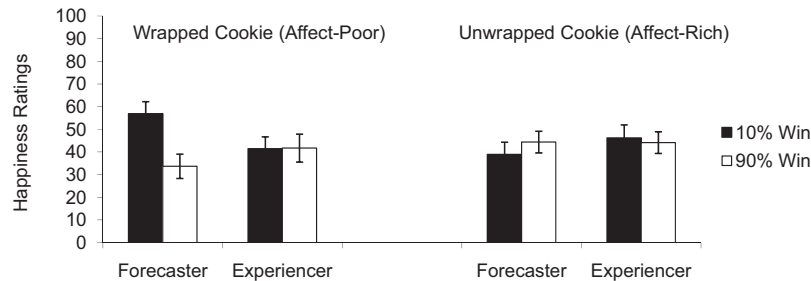 100
90
80
70
60
50
40
30
20
10
0
Happiness Ratings
Wrapped Cookie (Affect-Poor)
Unwrapped Cookie (Affect-Rich)
10% Win
90% Win
Forecaster
Experiencer
Forecaster
Experiencer